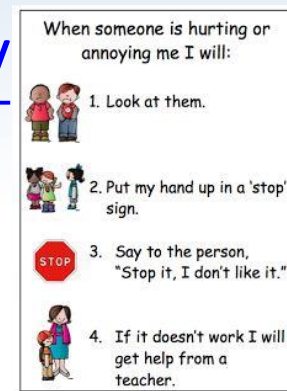 When someone is hurting or
annoying me I will:
1. Look at them.
2. Put my hand up in a 'stop'
sign.
STOP
3. Say to the person,
"Stop it, I don't like it."
4. If it doesn't work I will
get help from a
teacher.